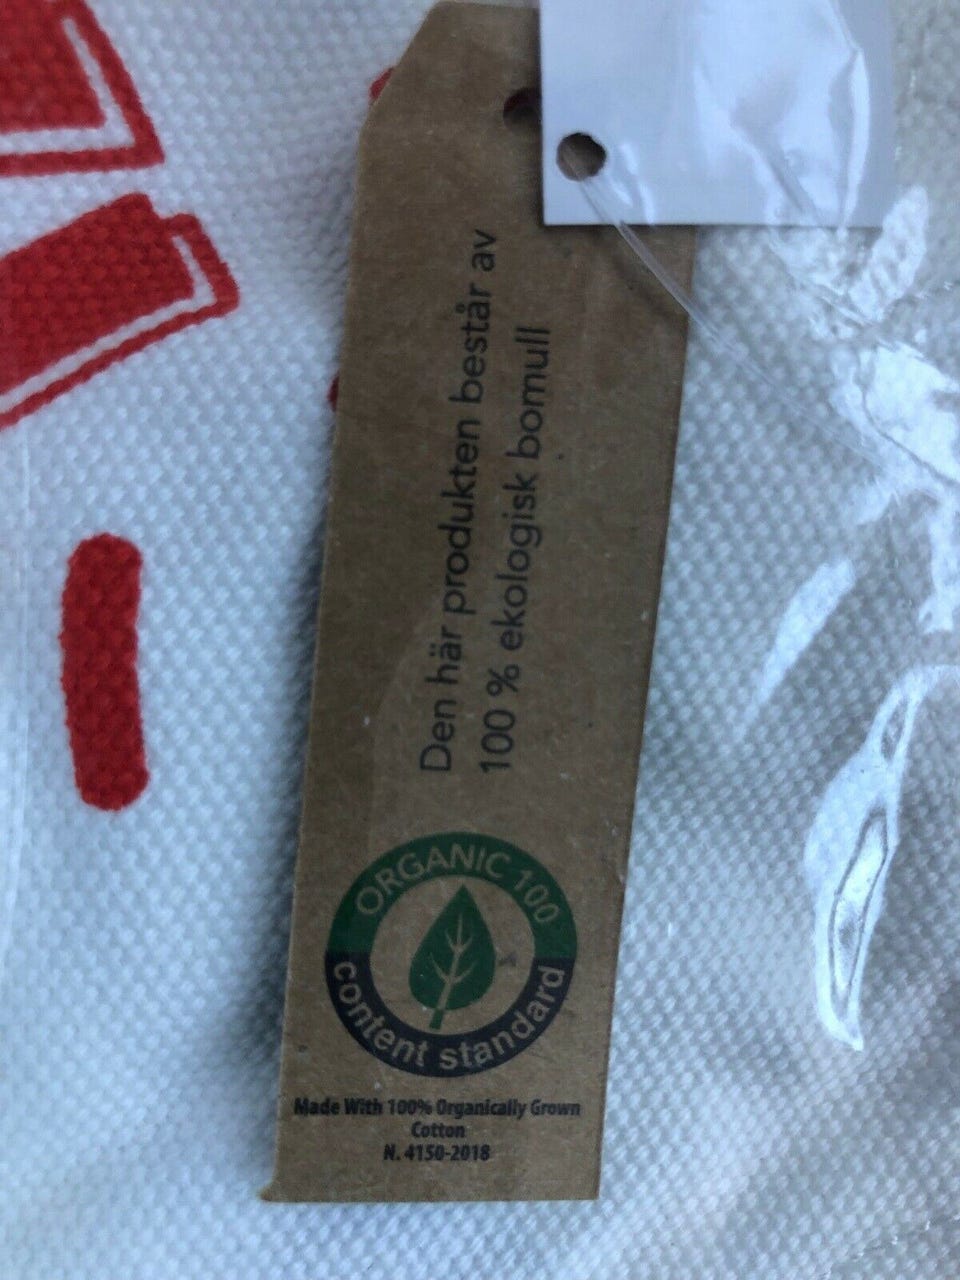 Den här produkten består av
100 % ekologisk bomull
ORGANIC 100
content standard
Made With 100% Organically Grown
Cotton
N. 4150-2018